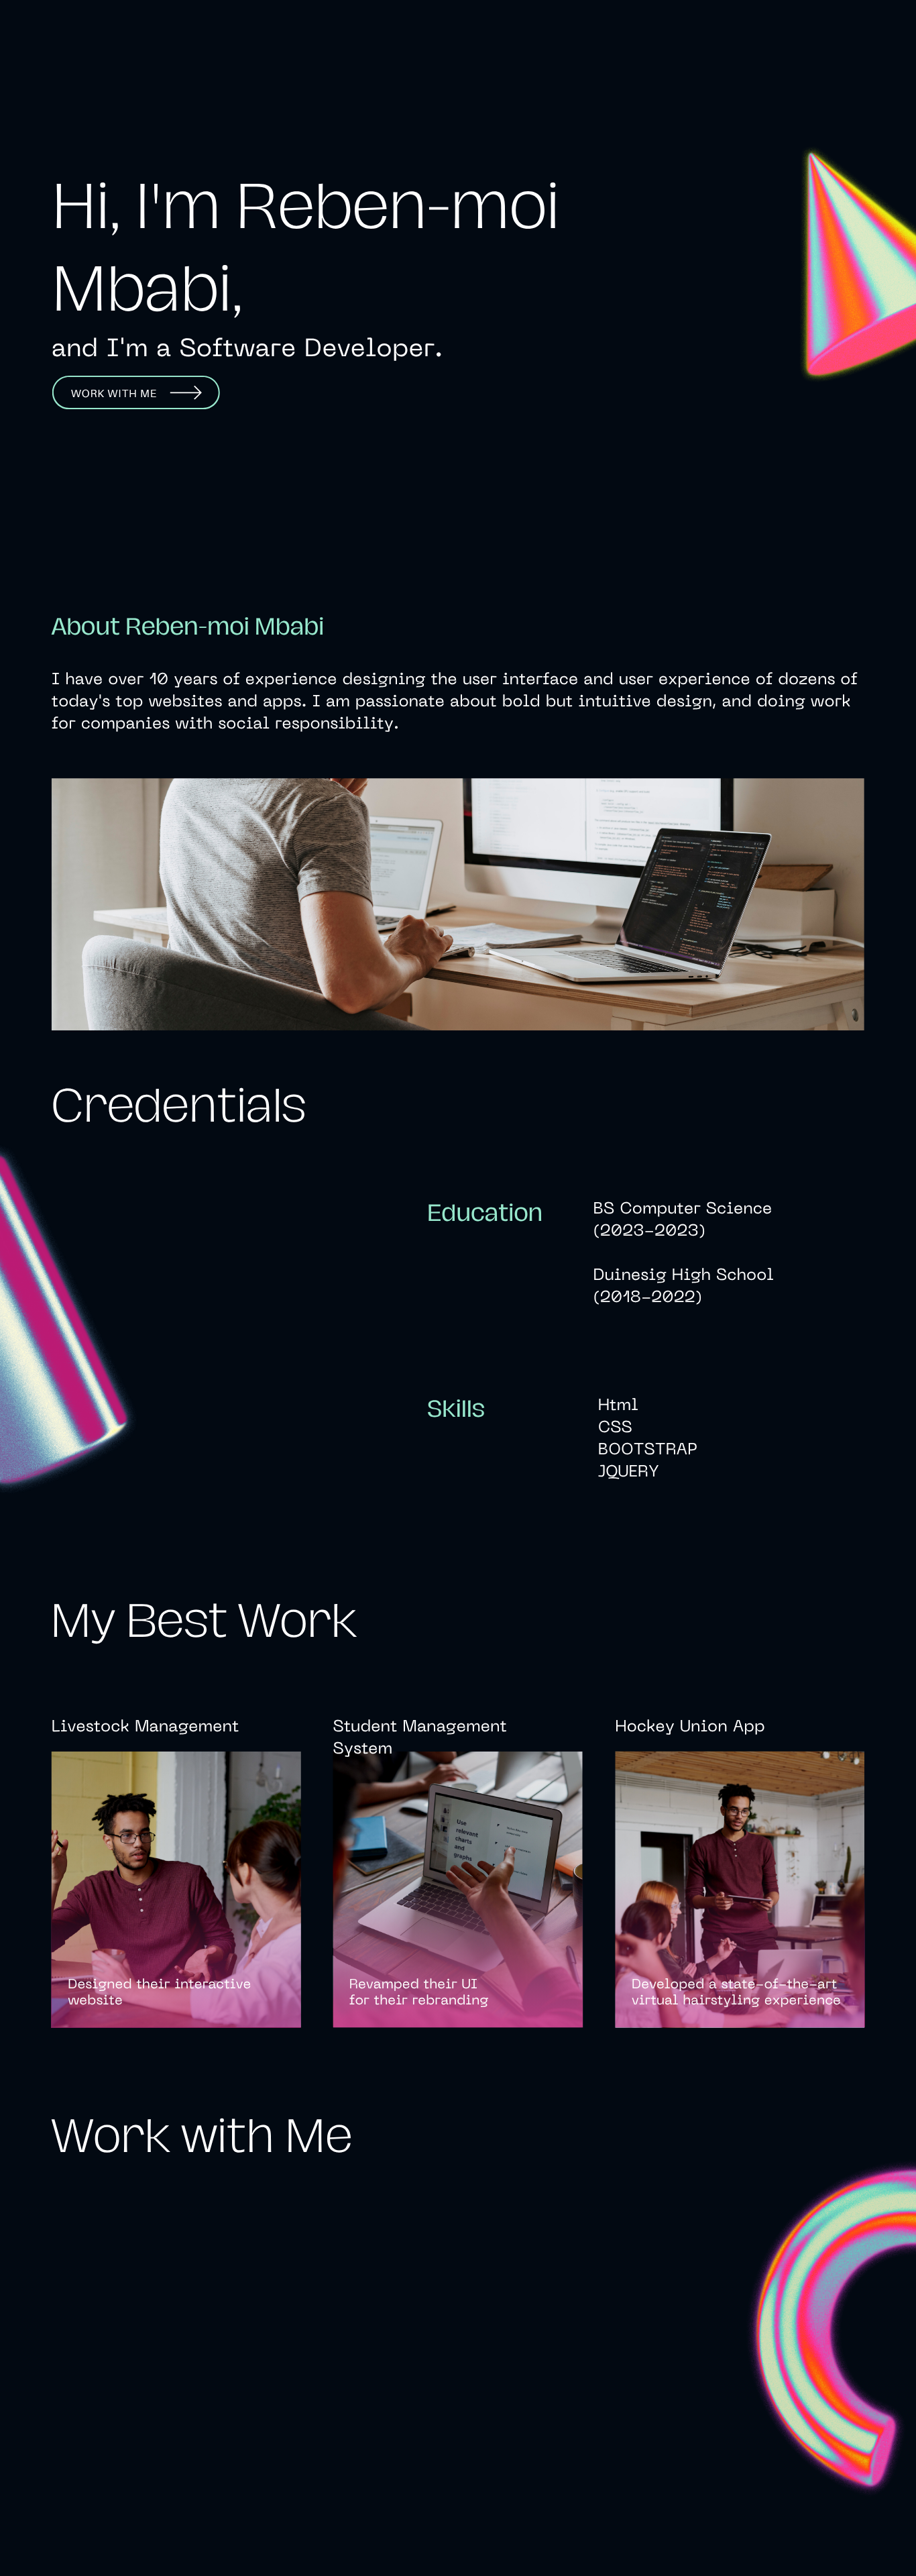 Hi, I'm Reben-moi
Mbabi,
and I'm a Software Developer.
WORK WITH ME
About Reben-moi Mbabi
I have over 10 years of experience designing the user interface and user experience of dozens of
today's top websites and apps. I am passionate about bold but intuitive design, and doing work
for companies with social responsibility.
Credentials
Education
BS Computer Science
(2023-2023)
Duinesig High School
(2018-2022)
Skills
Html
CSS
BOOTSTRAP
JQUERY
My Best Work
Livestock Management
Designed their interactive
website
Student Management
System
Use
relevant
charts
and
graphs
Revamped their UI
for their rebranding
Hockey Union App
Developed a state-of-the-art
virtual hairstyling experience
Work with Me